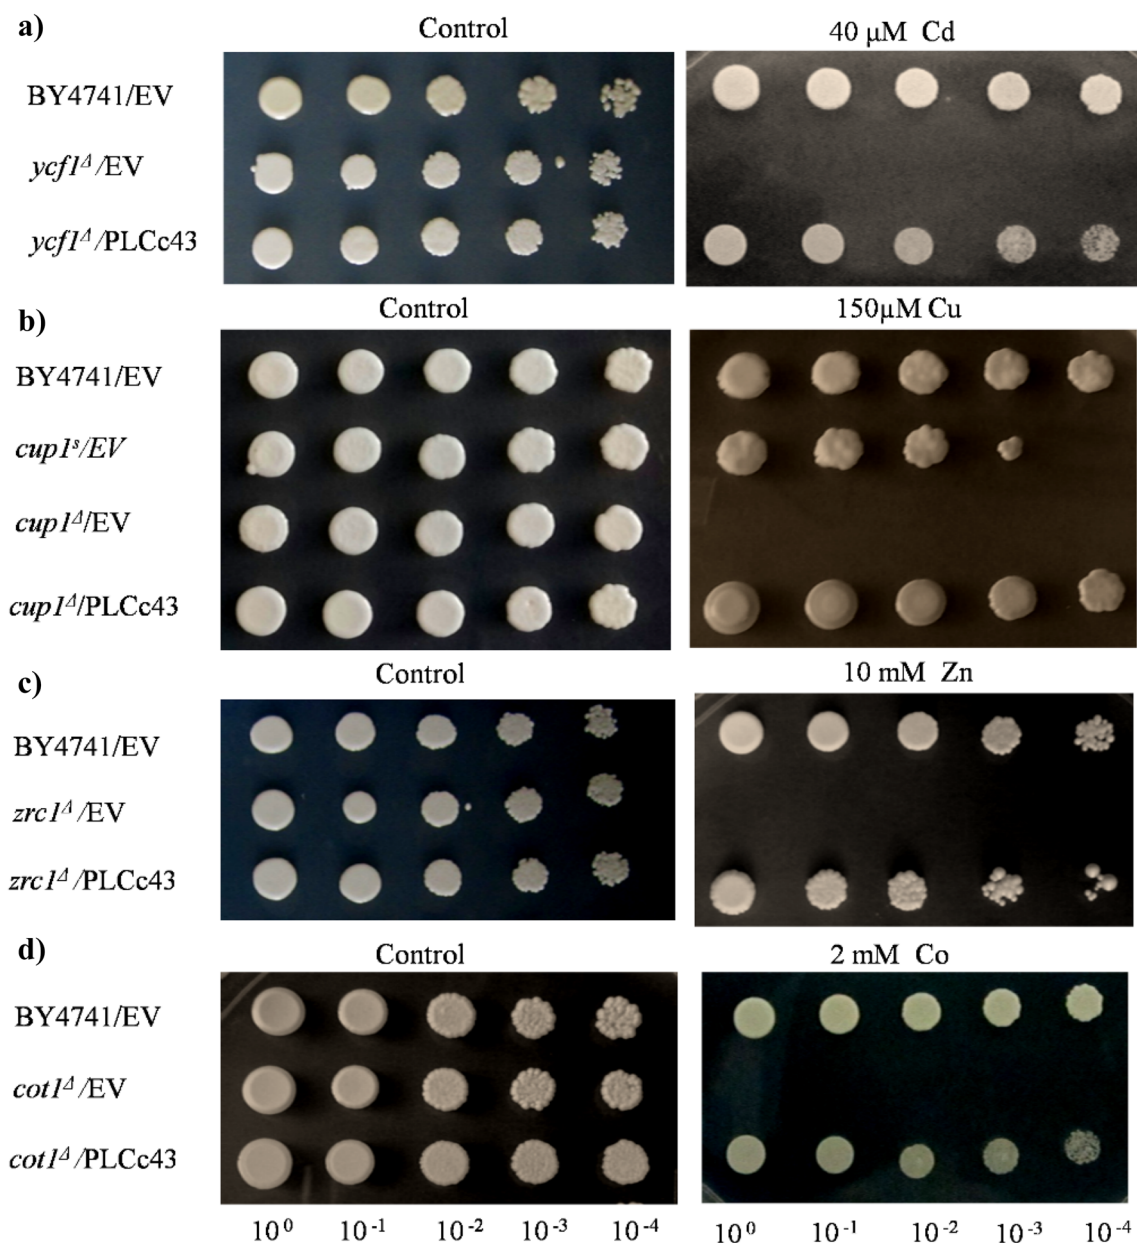 a)
Control
40 μM Cd
BY4741/EV
ycf1Δ /EV
ycf1Δ /PLCc43
b)
Control
150μM Cu
BY4741/EV
cup1s/EV
cup1Δ/EV
cup1Δ/PLCc43
c)
Control
10 mM Zn
BY4741/EV
zrc1Δ /EV
zrc1Δ /PLCc43
d)
Control
2 mM Co
BY4741/EV
cot1Δ /EV
cot1Δ /PLCc43
10⁰ 10⁻¹ 10⁻² 10⁻³ 10⁻⁴ 10⁰ 10⁻¹ 10⁻² 10⁻³ 10⁻⁴